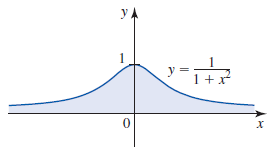 y
1
y = 1/(1 + x²)
0
x